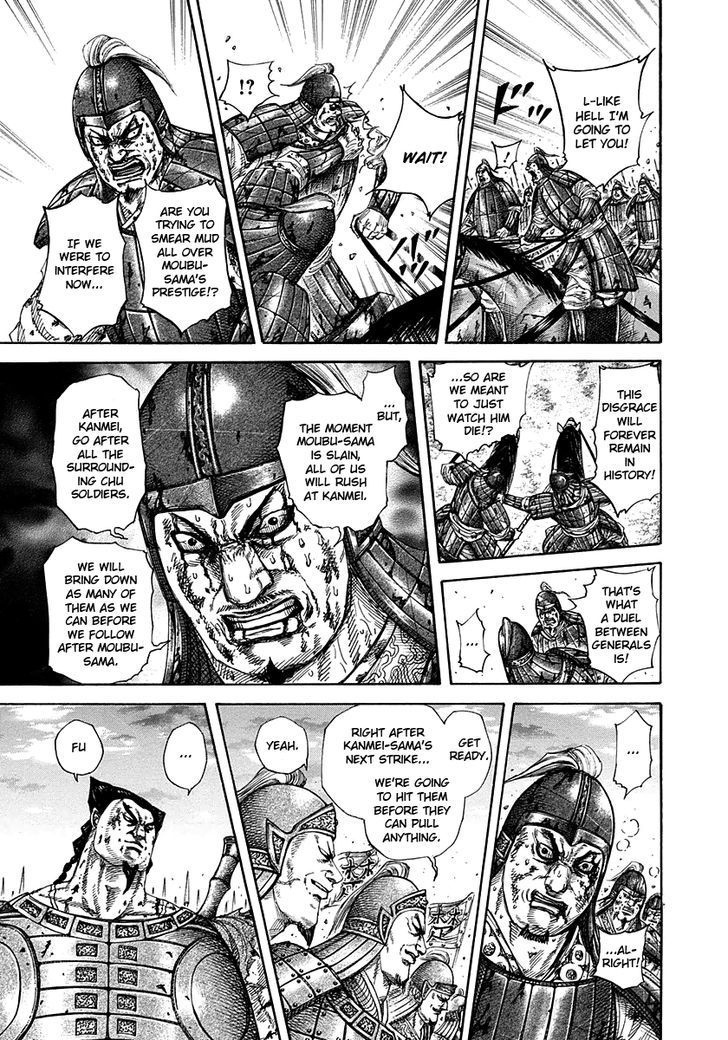 L-LIKE
HELL I'M
GOING TO
LET YOU!
!
WAIT!
!?
ARE YOU
TRYING TO
SMEAR MUD
ALL OVER
MOUBU-
SAMA'S
PRESTIGE!?
IF WE
WERE TO
INTERFERE
NOW...
THIS
DISGRACE
WILL
FOREVER
REMAIN
IN
HISTORY!
...SO ARE
WE MEANT
TO JUST
WATCH HIM
DIE!?
THAT'S
WHAT
A DUEL
BETWEEN
GENERALS
IS!
...
...
BUT,
THE MOMENT
MOUBU-SAMA
IS SLAIN,
ALL OF US
WILL RUSH
AT KANMEI.
AFTER
KANMEI,
GO AFTER
ALL THE
SURROUND-
ING CHU
SOLDIERS.
WE WILL
BRING DOWN
AS MANY OF
THEM AS WE
CAN BEFORE
WE FOLLOW
AFTER MOUBU-
SAMA.
...
...AL-
RIGHT!
GET
READY.
RIGHT AFTER
KANMEI-SAMA'S
NEXT STRIKE...
WE'RE GOING
TO HIT THEM
BEFORE THEY
CAN PULL
ANYTHING.
YEAH.
...
FU